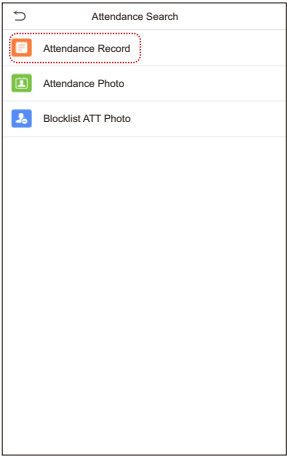 Attendance Search
Attendance Record
Attendance Photo
Blocklist ATT Photo